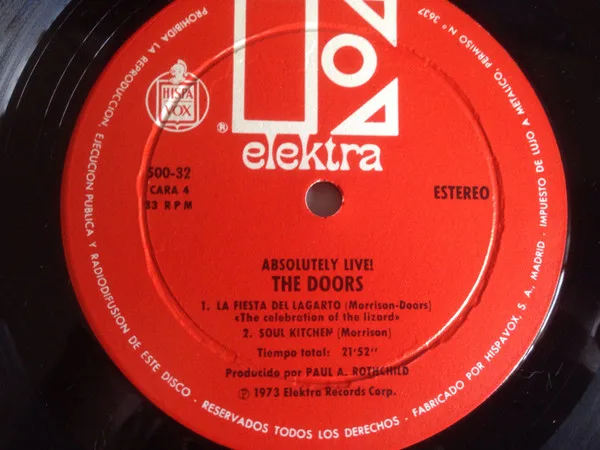 HISPA
VOX
®
elektra
500-32
CARA 4
33 RPM
ESTEREO
ABSOLUTELY LIVE!
THE DOORS
1. LA FIESTA DEL LAGARTO (Morrison-Doors)
«The celebration of the lizard»
2. SOUL KITCHEN (Morrison)
Tiempo total: 21'52''
Producido por PAUL A. ROTHCHILD
Ⓟ 1973 Elektra Records Corp.
PROHIBIDA LA REPRODUCCION, EJECUCION PUBLICA Y RADIODIFUSION DE ESTE DISCO - RESERVADOS TODOS LOS DERECHOS - FABRICADO POR HISPAVOX, S. A., MADRID - IMPUESTO DE LUJO A METALICO, PERMISO Nº 3637